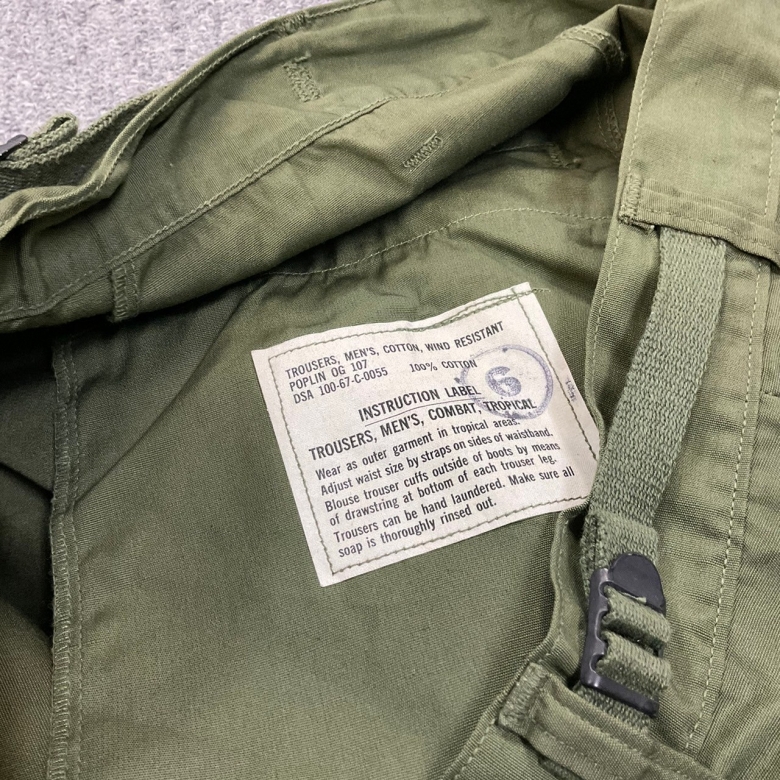 TROUSERS, MEN'S, COTTON, WIND RESISTANT
POPLIN OG 107
DSA 100-67-C-0055 100% COTTON
6
INSTRUCTION LABEL
TROUSERS, MEN'S, COMBAT, TROPICAL
Wear as outer garment in tropical areas.
Adjust waist size by straps on sides of waistband.
Blouse trouser cuffs outside of boots by means
of drawstring at bottom of each trouser leg.
Trousers can be hand laundered. Make sure all
soap is thoroughly rinsed out.